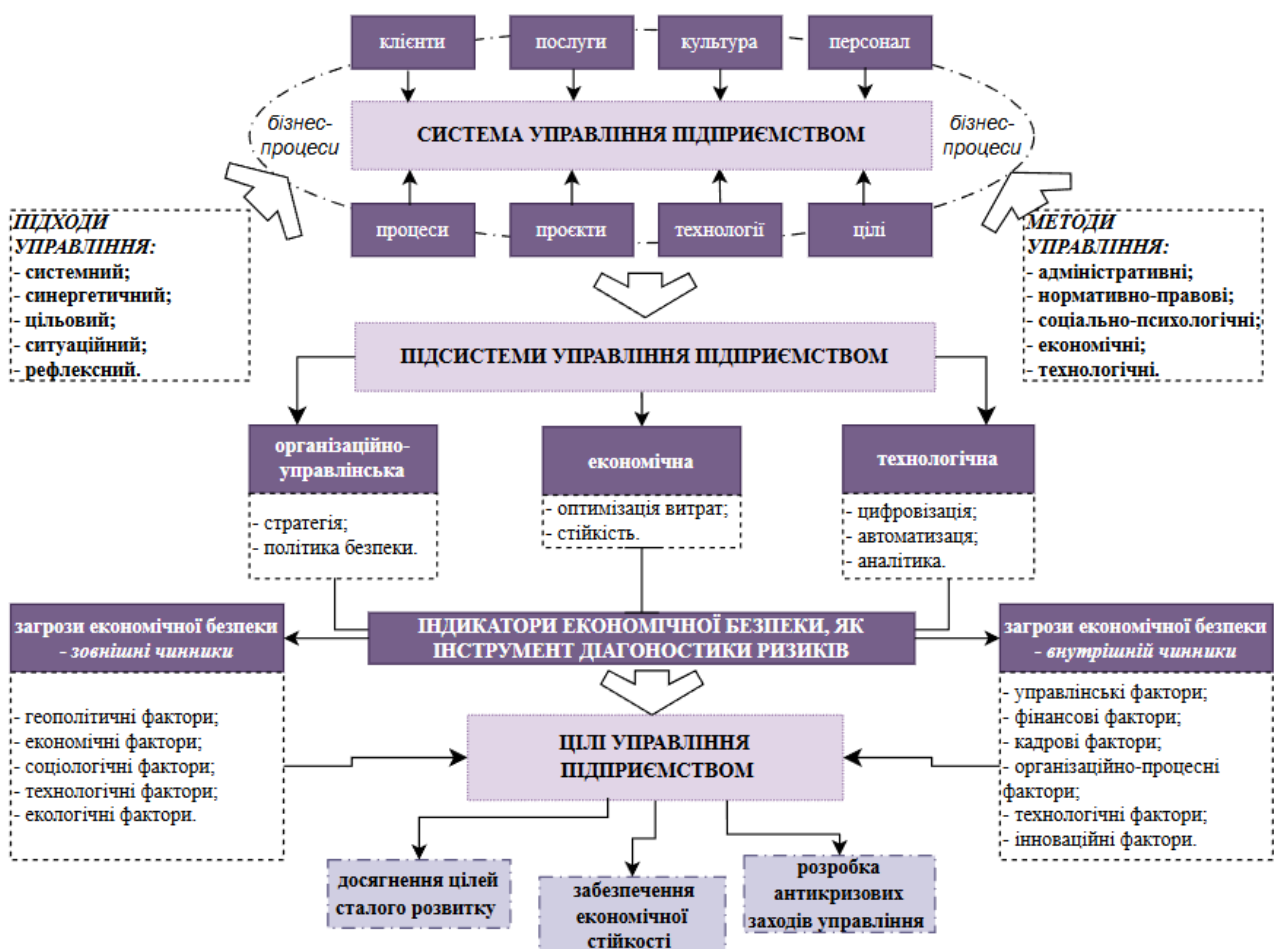 клієнти
послуги
культура
персонал
бізнес-
процеси
СИСТЕМА УПРАВЛІННЯ ПІДПРИЄМСТВОМ
бізнес-
процеси
процеси
проєкти
технології
цілі
ПІДХОДИ
УПРАВЛІННЯ:
- системний;
- синергетичний;
- цільовий;
- ситуаційний;
- рефлексний.
МЕТОДИ
УПРАВЛІННЯ:
- адміністративні;
- нормативно-правові;
- соціально-психологічні;
- економічні;
- технологічні.
ПІДСИСТЕМИ УПРАВЛІННЯ ПІДПРИЄМСТВОМ
організаційно-
управлінська
- стратегія;
- політика безпеки.
економічна
- оптимізація витрат;
- стійкість.
технологічна
- цифровізація;
- автоматизаця;
- аналітика.
загрози економічної безпеки
- зовнішні чинники
- геополітичні фактори;
- економічні фактори;
- соціологічні фактори;
- технологічні фактори;
- екологічні фактори.
ІНДИКАТОРИ ЕКОНОМІЧНОЇ БЕЗПЕКИ, ЯК
ІНСТРУМЕНТ ДІАГОНОСТИКИ РИЗИКІВ
загрози економічної безпеки
- внутрішній чинники
- управлінські фактори;
- фінансові фактори;
- кадрові фактори;
- організаційно-процесні
фактори;
- технологічні фактори;
- інноваційні фактори.
ЦІЛІ УПРАВЛІННЯ
ПІДПРИЄМСТВОМ
досягнення цілей
сталого розвитку
забезпечення
економічної
стійкості
розробка
антикризових
заходів управління